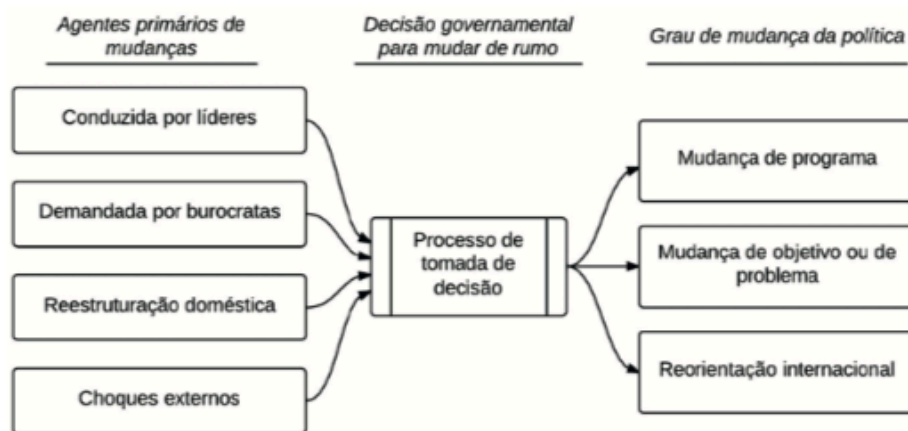 Agentes primários de
mudanças
Decisão governamental
para mudar de rumo
Grau de mudança da política
Conduzida por líderes
Demandada por burocratas
Reestruturação doméstica
Choques externos
Processo de
tomada de
decisão
Mudança de programa
Mudança de objetivo ou de
problema
Reorientação internacional